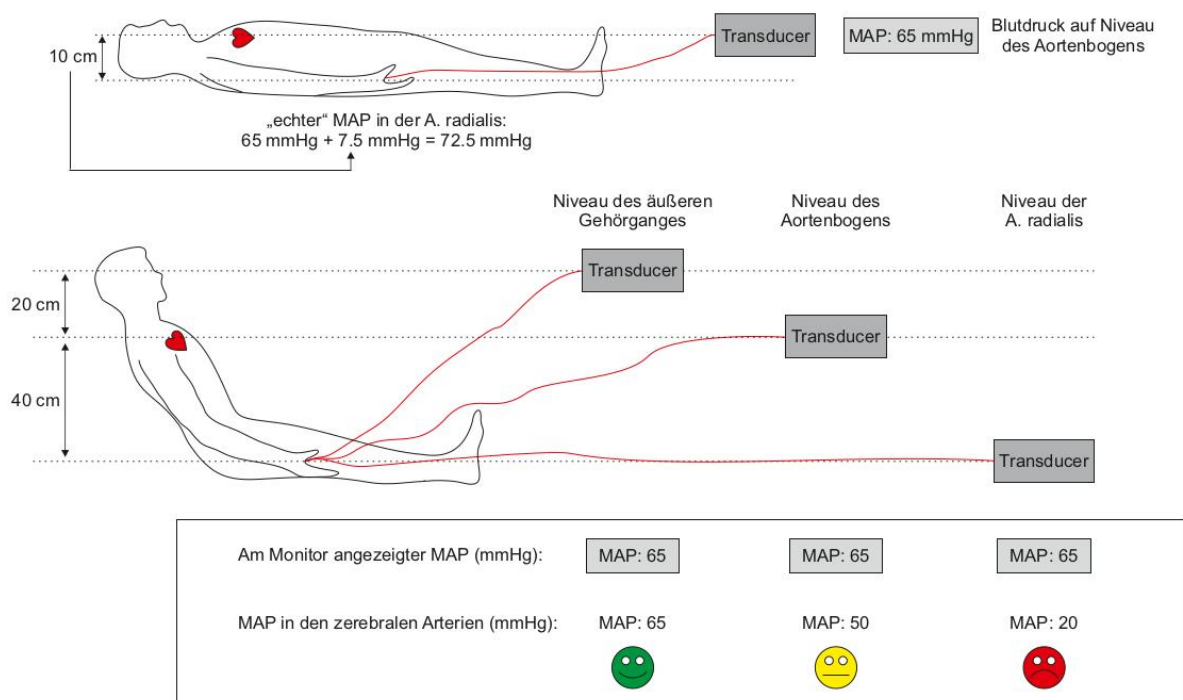 10 cm
Transducer
MAP: 65 mmHg
Blutdruck auf Niveau
des Aortenbogens
„echter“ MAP in der A. radialis:
65 mmHg + 7.5 mmHg = 72.5 mmHg
Niveau des äußeren
Gehörganges
Niveau des
Aortenbogens
Niveau der
A. radialis
Transducer
20 cm
Transducer
40 cm
Transducer
Am Monitor angezeigter MAP (mmHg):
MAP: 65
MAP: 65
MAP: 65
MAP in den zerebralen Arterien (mmHg):
MAP: 65
MAP: 50
MAP: 20